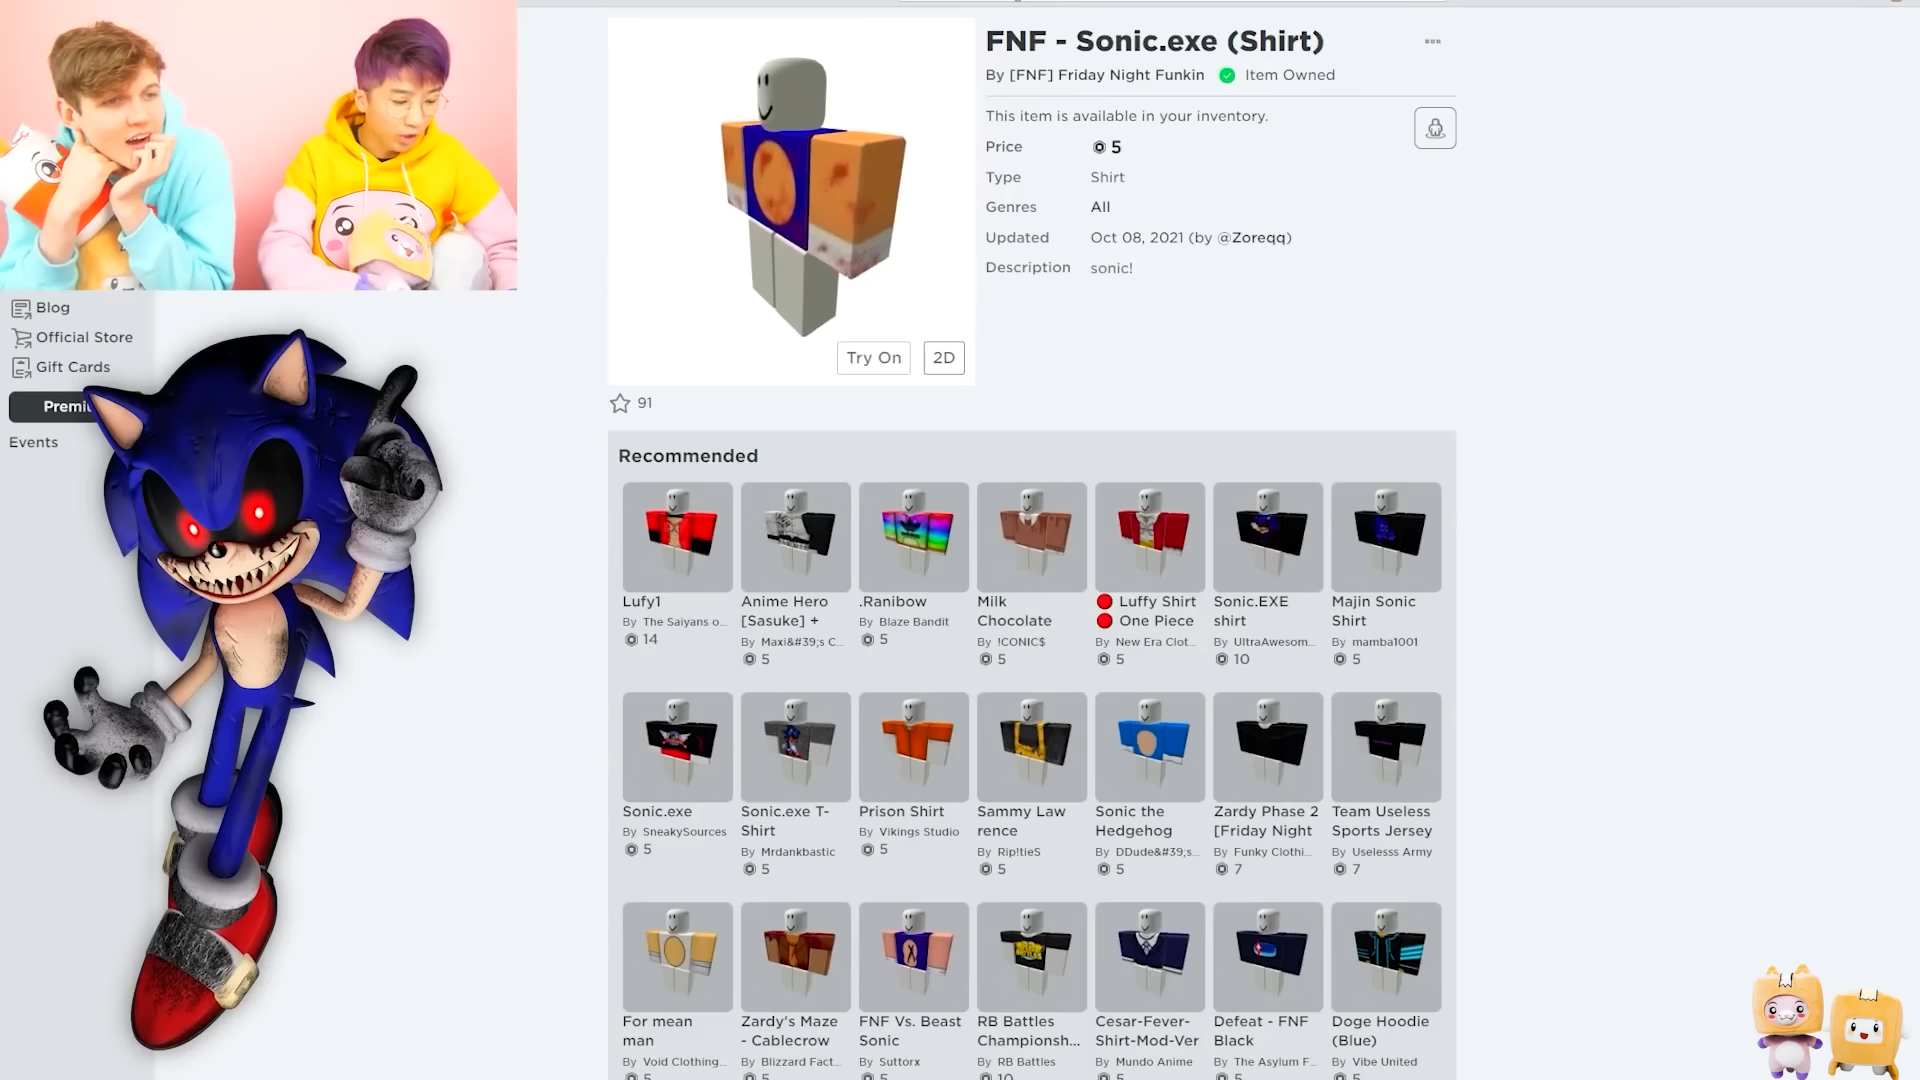 FNF - Sonic.exe (Shirt)
By [FNF] Friday Night Funkin Item Owned
This item is available in your inventory.
Price 5
Type Shirt
Genres All
Updated Oct 08, 2021 (by @Zoreqq)
Description sonic!
Try On 2D
91
Blog
Official Store
Gift Cards
Premiu
Events
Recommended
Lufy1
By The Saiyans o...
14
Anime Hero
[Sasuke] +
By Maxi&#39;s C...
5
.Ranibow
By Blaze Bandit
5
Milk
Chocolate
By !CONIC$
5
Luffy Shirt
One Piece
By New Era Clot...
5
Sonic.EXE
shirt
By UltraAwesom...
10
Majin Sonic
Shirt
By mamba1001
5
Sonic.exe
By SneakySources
5
Sonic.exe T-
Shirt
By Mrdankbastic
5
Prison Shirt
By Vikings Studio
5
Sammy Law
rence
By Rip!tieS
5
Sonic the
Hedgehog
By DDude&#39;s...
5
Zardy Phase 2
[Friday Night
By Funky Clothi...
7
Team Useless
Sports Jersey
By Uselesss Army
7
For mean
man
By Void Clothing...
5
Zardy's Maze
- Cablecrow
By Blizzard Fact...
5
FNF Vs. Beast
Sonic
By Suttorx
5
RB Battles
Championsh...
By RB Battles
10
Cesar-Fever-
Shirt-Mod-Ver
By Mundo Anime
5
Defeat - FNF
Black
By The Asylum F...
5
Doge Hoodie
(Blue)
By Vibe United
5